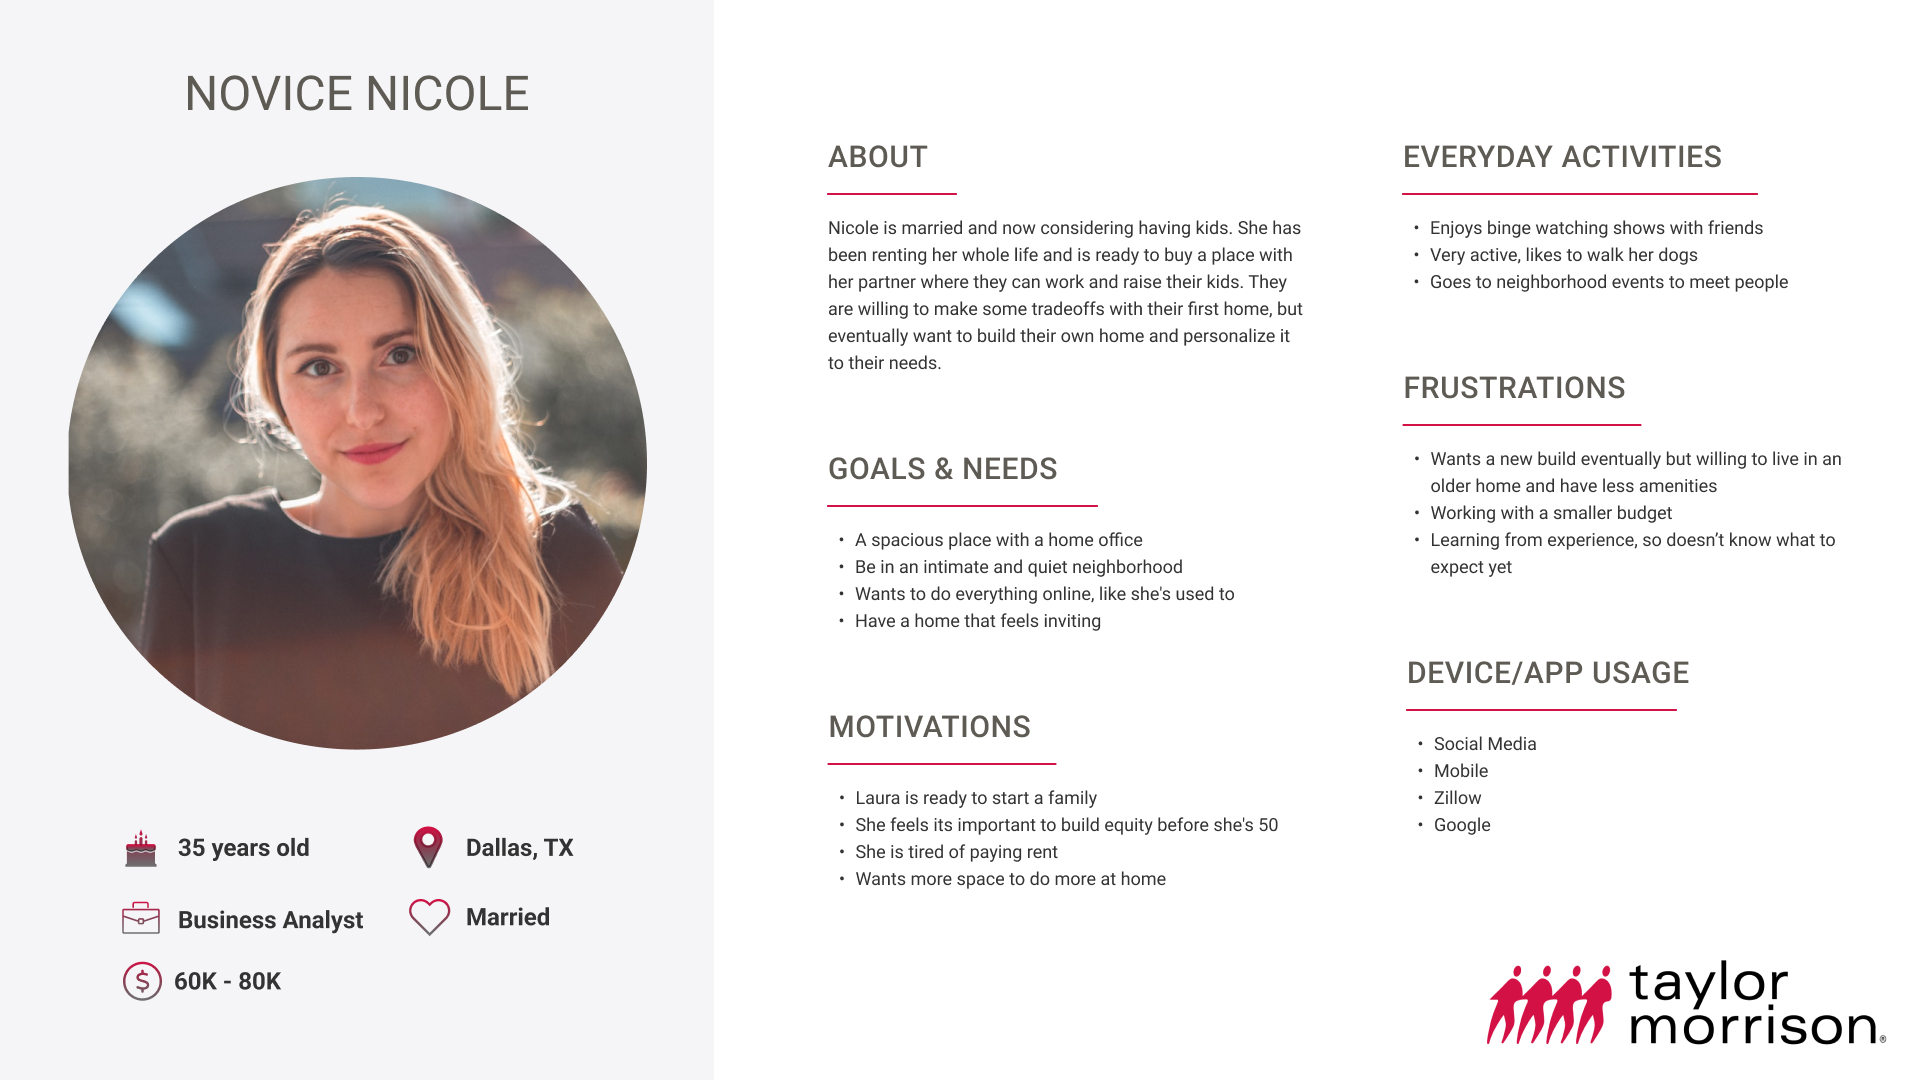 NOVICE NICOLE
35 years old
Dallas, TX
Business Analyst
Married
60K - 80K
ABOUT
Nicole is married and now considering having kids. She has
been renting her whole life and is ready to buy a place with
her partner where they can work and raise their kids. They
are willing to make some tradeoffs with their first home, but
eventually want to build their own home and personalize it
to their needs.
GOALS & NEEDS
• A spacious place with a home office
• Be in an intimate and quiet neighborhood
• Wants to do everything online, like she's used to
• Have a home that feels inviting
MOTIVATIONS
• Laura is ready to start a family
• She feels its important to build equity before she's 50
• She is tired of paying rent
• Wants more space to do more at home
EVERYDAY ACTIVITIES
• Enjoys binge watching shows with friends
• Very active, likes to walk her dogs
• Goes to neighborhood events to meet people
FRUSTRATIONS
• Wants a new build eventually but willing to live in an
older home and have less amenities
• Working with a smaller budget
• Learning from experience, so doesn’t know what to
expect yet
DEVICE/APP USAGE
• Social Media
• Mobile
• Zillow
• Google
taylor
morrison®